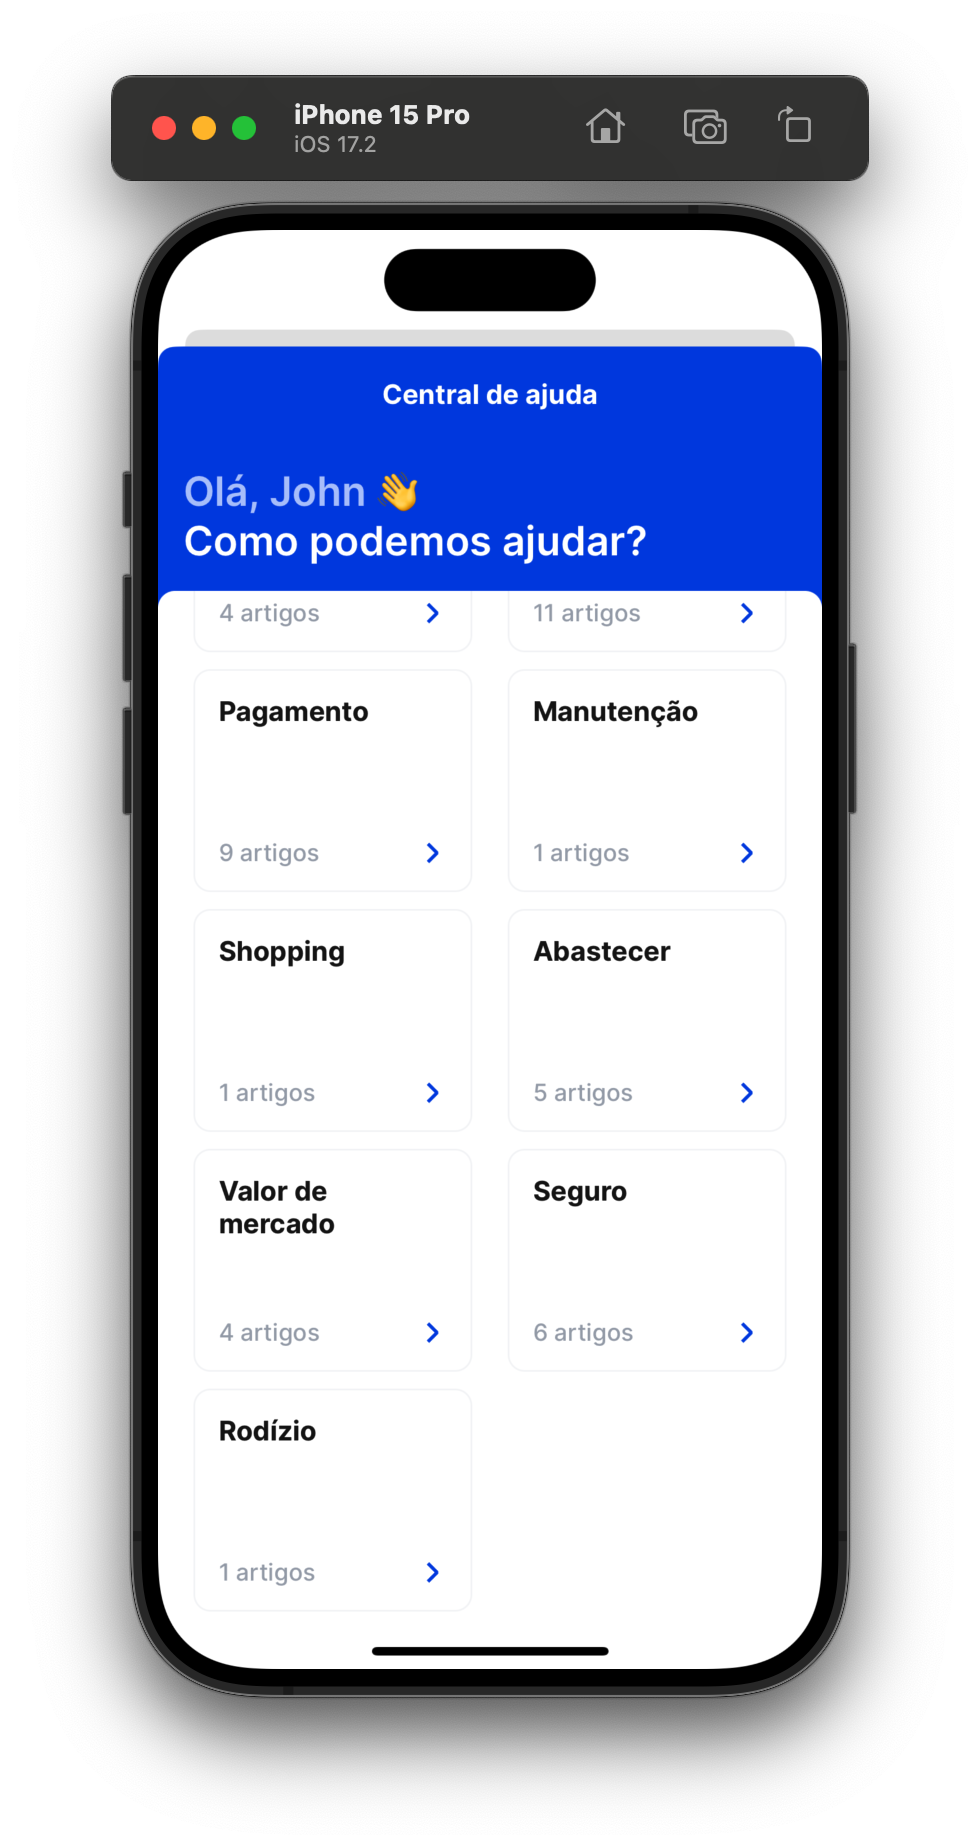 iPhone 15 Pro
iOS 17.2
Central de ajuda
Olá, John 👋
Como podemos ajudar?
4 artigos
11 artigos
Pagamento
Manutenção
9 artigos
1 artigos
Shopping
Abastecer
1 artigos
5 artigos
Valor de
mercado
Seguro
4 artigos
6 artigos
Rodízio
1 artigos